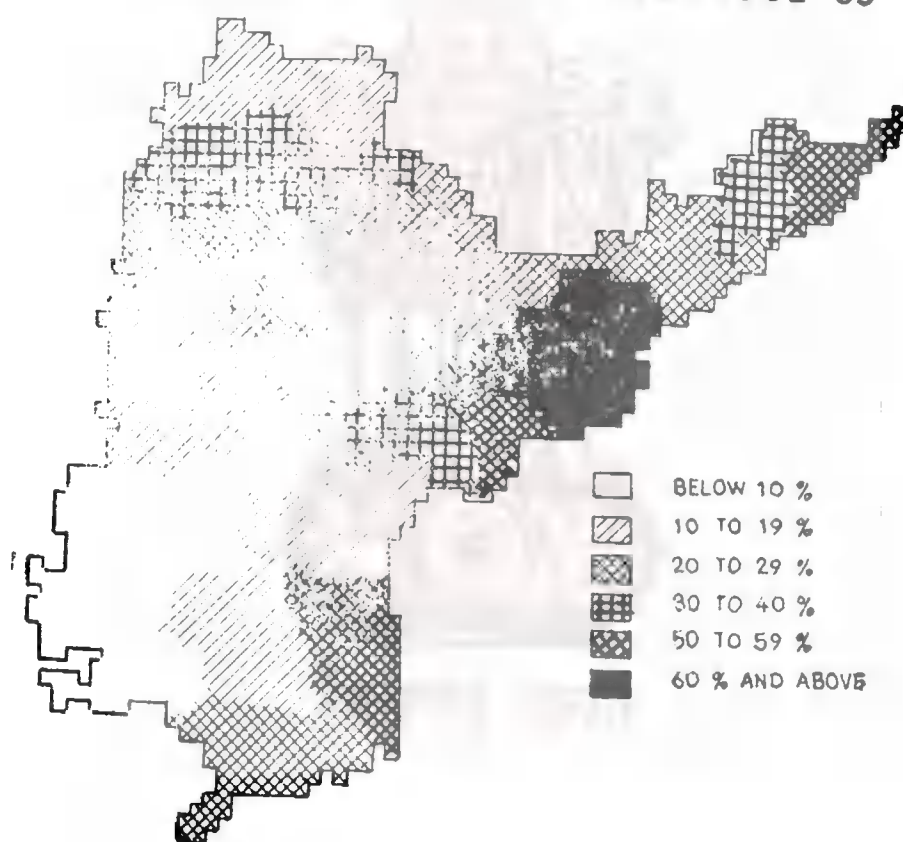 BELOW 10 %
10 TO 19 %
20 TO 29 %
30 TO 40 %
50 TO 59 %
60 % AND ABOVE